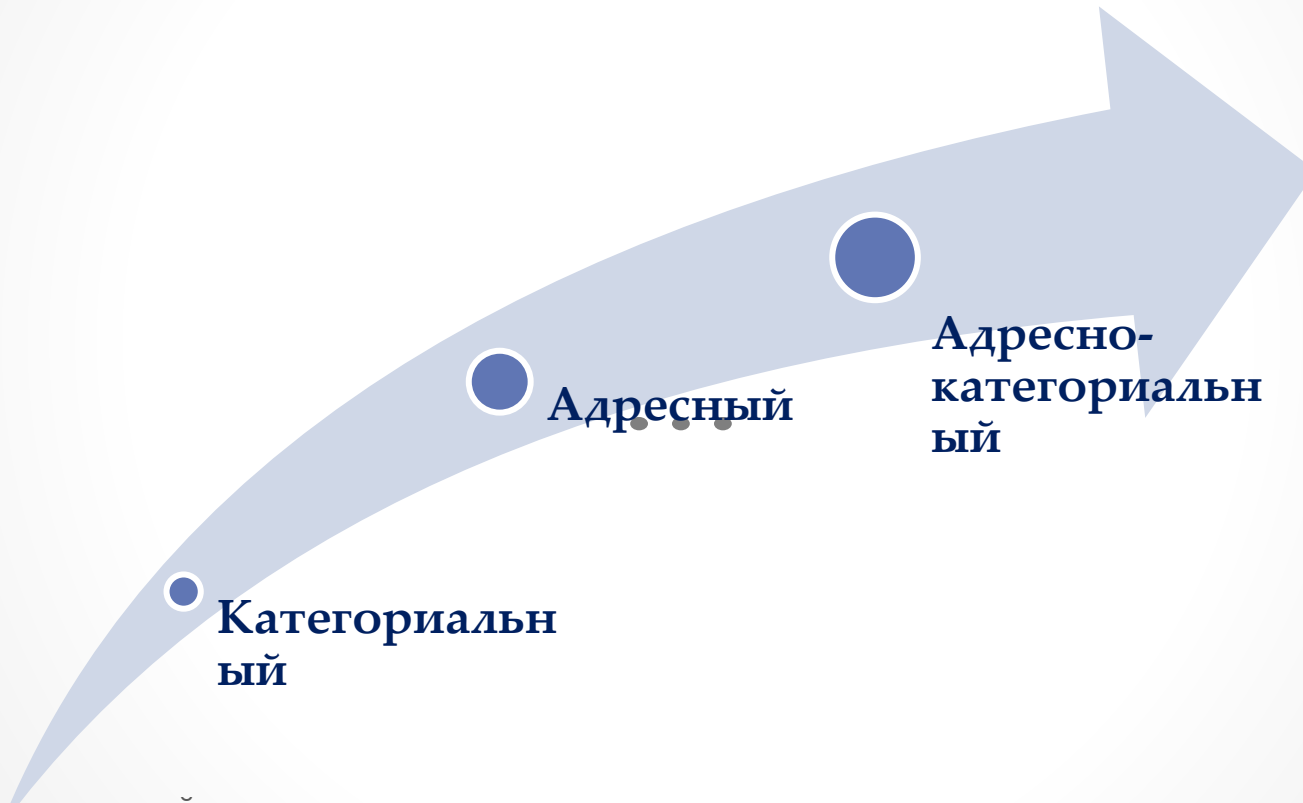 Адресно-
категориальн
ый
Адресный
Категориальн
ый